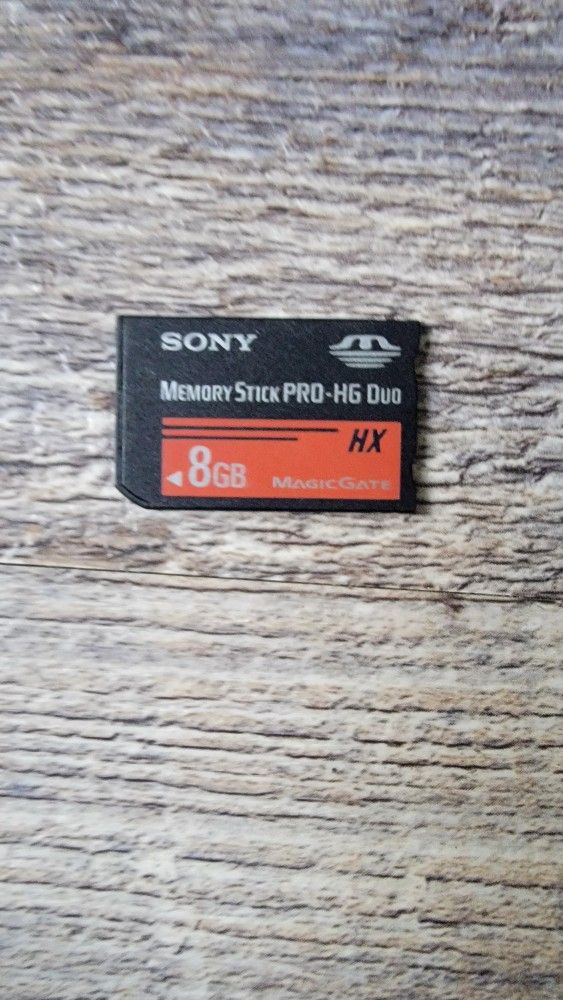 SONY
MEMORY STICK PRO-HG DUO
HX
8GB
MAGICGATE